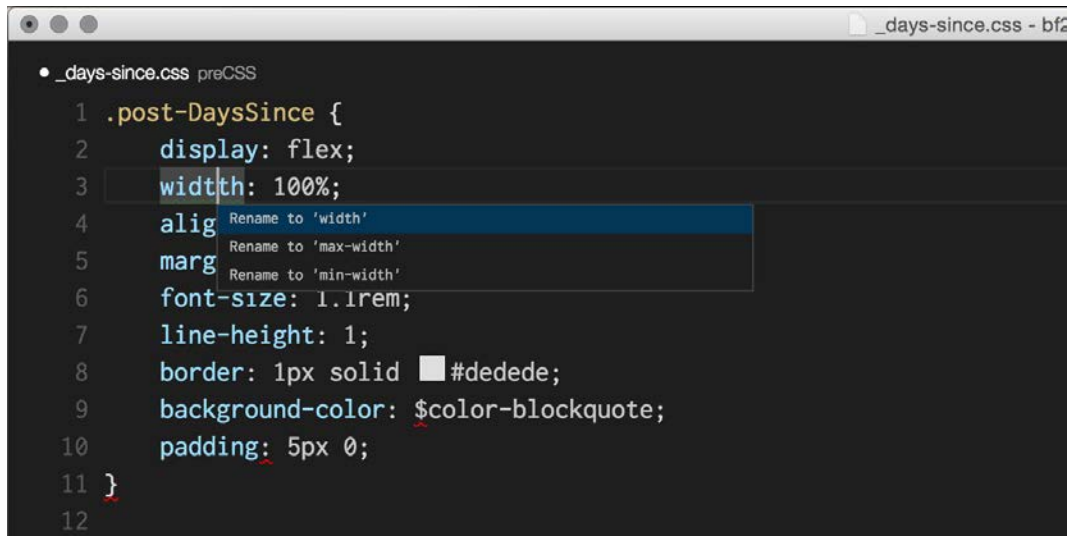 _days-since.css - bf2
_days-since.css preCSS
1 .post-DaysSince {
2 display: flex;
3 widtth: 100%;
4 alig
Rename to 'width'
5 marg
Rename to 'max-width'
Rename to 'min-width'
6 font-size: 1.1rem;
7 line-height: 1;
8 border: 1px solid #dedede;
9 background-color: $color-blockquote;
10 padding: 5px 0;
11 }
12